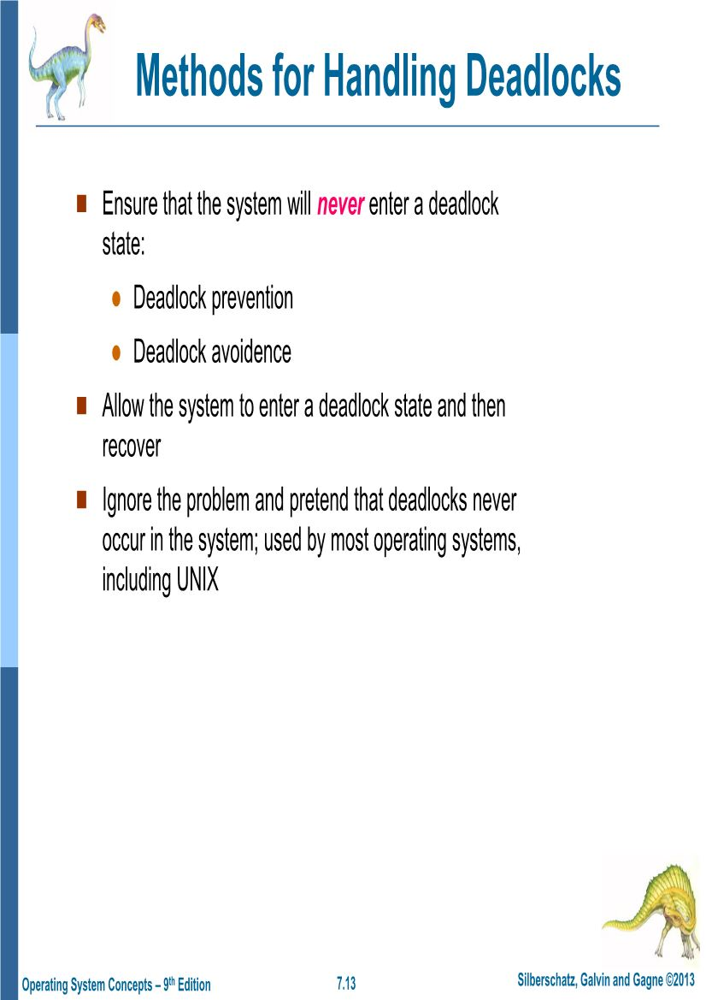 Methods for Handling Deadlocks
Ensure that the system will never enter a deadlock
state:
Deadlock prevention
Deadlock avoidence
Allow the system to enter a deadlock state and then
recover
Ignore the problem and pretend that deadlocks never
occur in the system; used by most operating systems,
including UNIX
Operating System Concepts – 9th Edition
7.13
Silberschatz, Galvin and Gagne ©2013